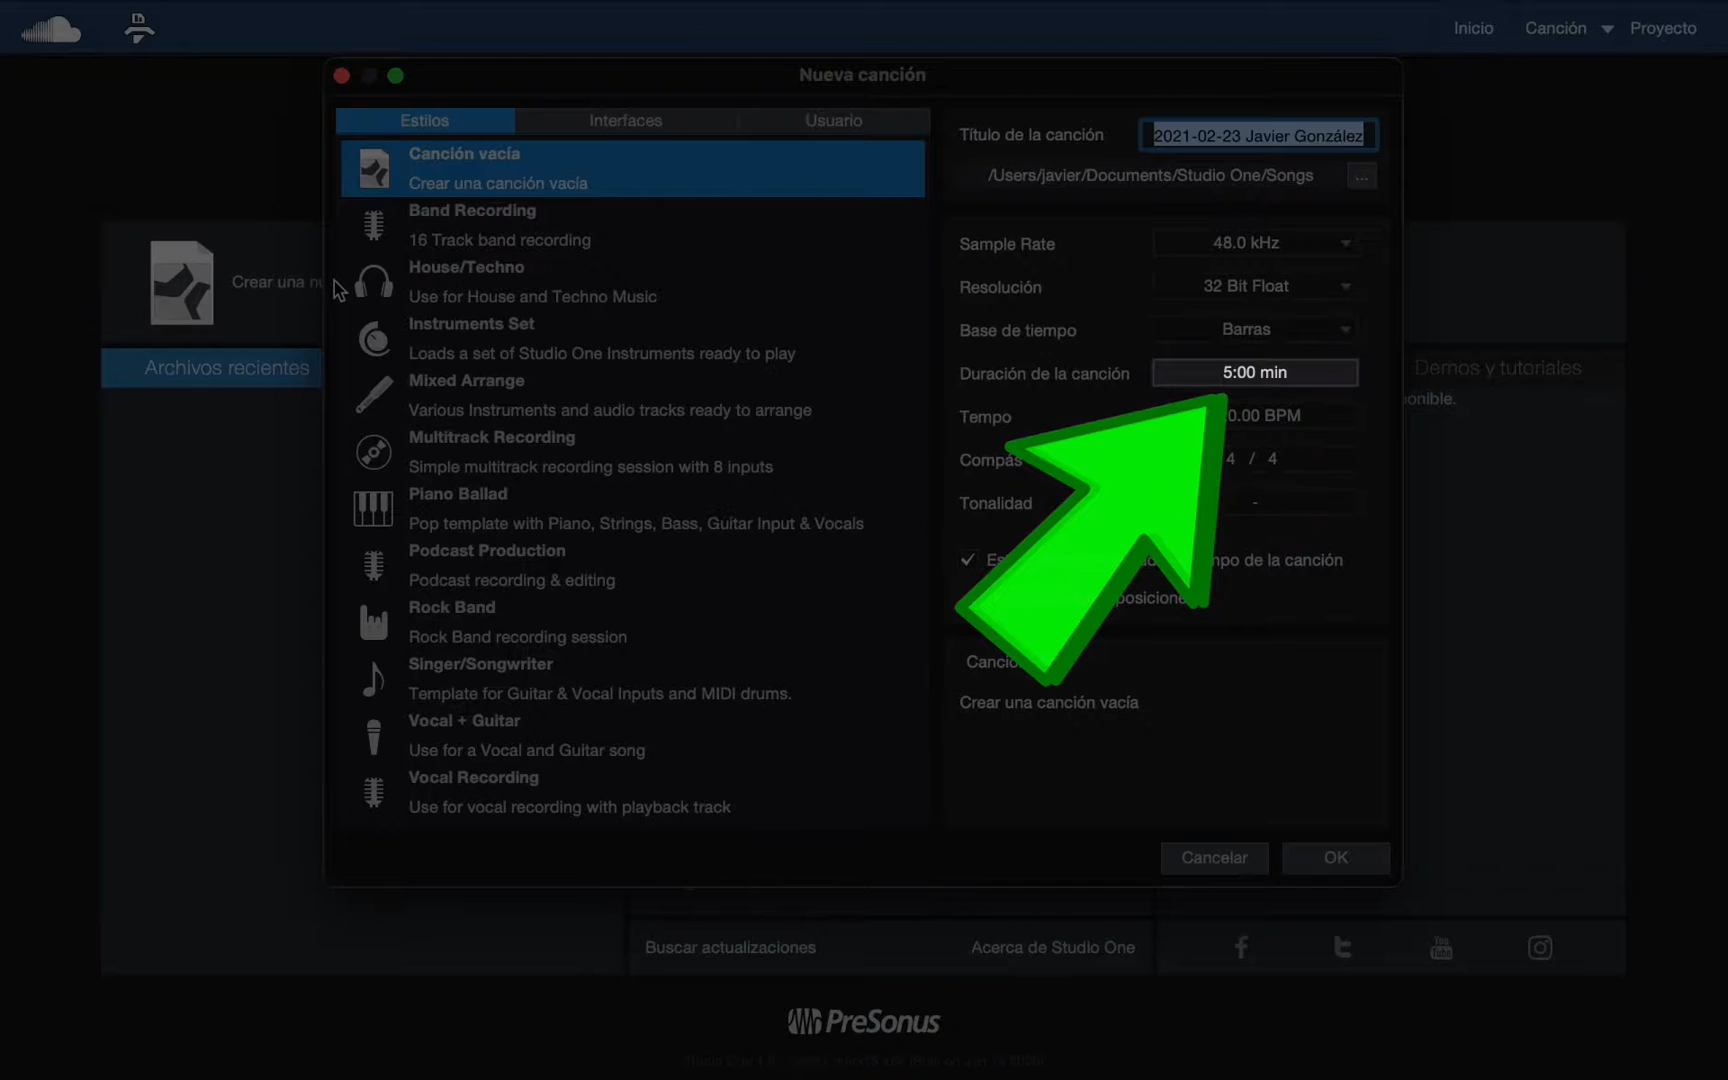 Inicio
Canción
Proyecto
Nueva canción
Estilos
Interfaces
Usuario
Canción vacía
Crear una canción vacía
Band Recording
16 Track band recording
House/Techno
Use for House and Techno Music
Instruments Set
Loads a set of Studio One Instruments ready to play
Mixed Arrange
Various Instruments and audio tracks ready to arrange
Multitrack Recording
Simple multitrack recording session with 8 inputs
Piano Ballad
Pop template with Piano, Strings, Bass, Guitar Input & Vocals
Podcast Production
Podcast recording & editing
Rock Band
Rock Band recording session
Singer/Songwriter
Template for Guitar & Vocal Inputs and MIDI drums.
Vocal + Guitar
Use for a Vocal and Guitar song
Vocal Recording
Use for vocal recording with playback track
Título de la canción
2021-02-23 Javier González
/Users/javier/Documents/Studio One/Songs
...
Sample Rate
48.0 kHz
Resolución
32 Bit Float
Base de tiempo
Barras
Duración de la canción
5:00 min
Tempo
0.00 BPM
Compás
4 / 4
Tonalidad
-
de la canción
Crear una canción vacía
Cancelar
OK
Crear una
Archivos recientes
Demos y tutoriales
Buscar actualizaciones
Acerca de Studio One
You
Tube
PreSonus